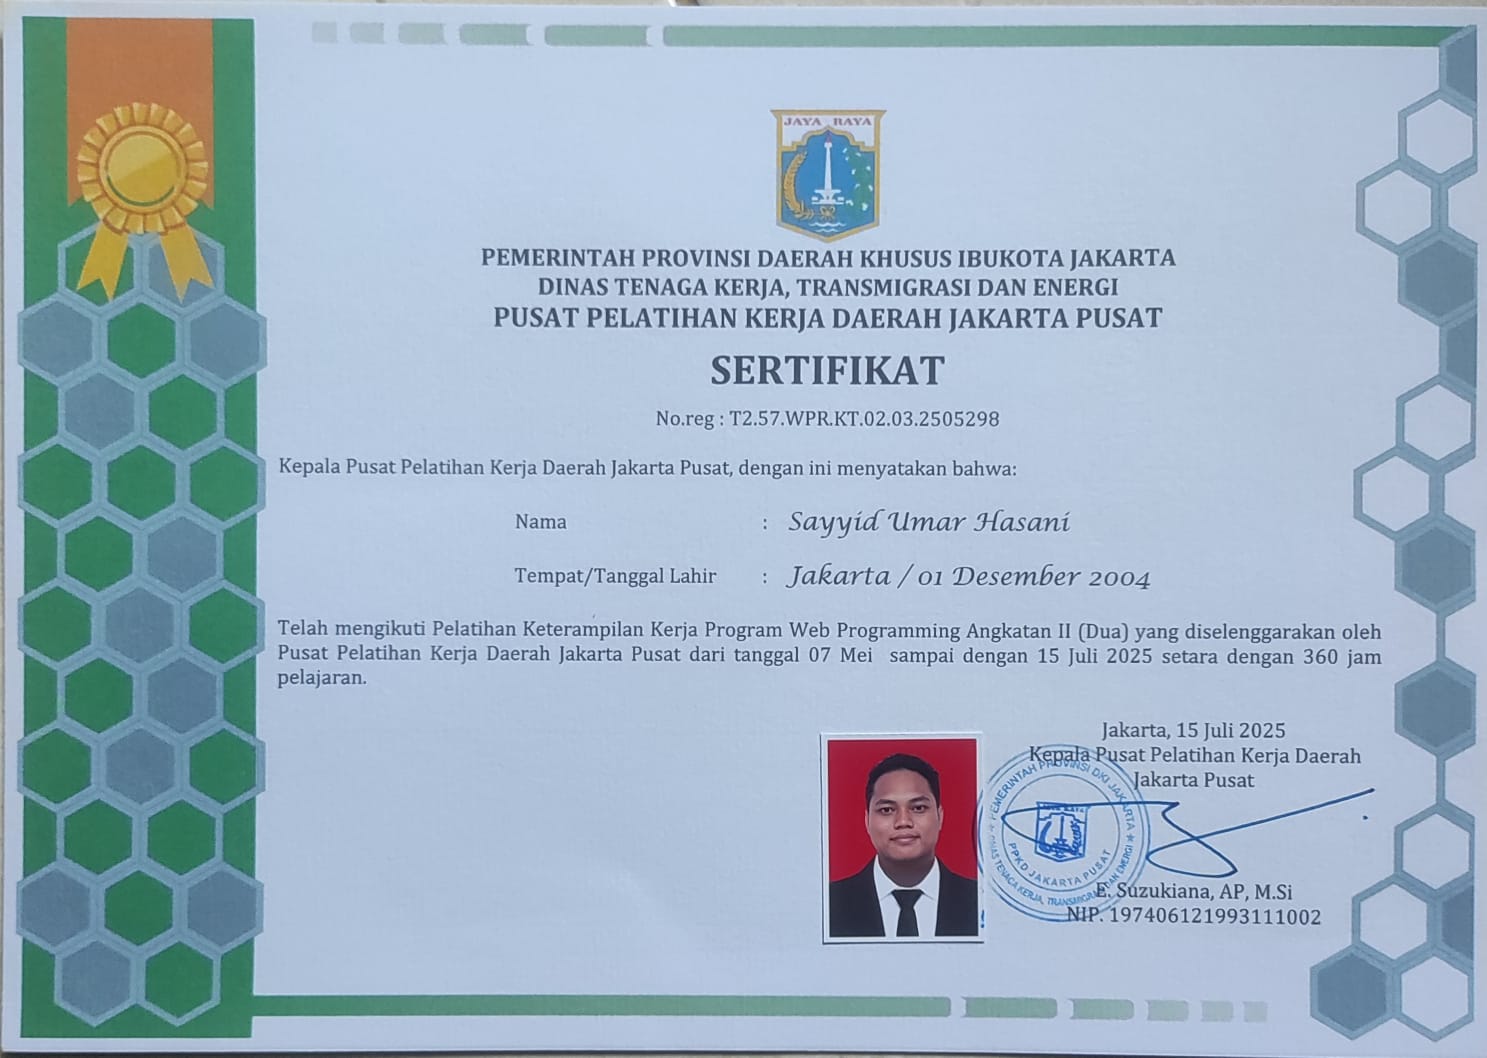 JAYA RAYA
PEMERINTAH PROVINSI DAERAH KHUSUS IBUKOTA JAKARTA
DINAS TENAGA KERJA, TRANSMIGRASI DAN ENERGI
PUSAT PELATIHAN KERJA DAERAH JAKARTA PUSAT
SERTIFIKAT
No.reg : T2.57.WPR.KT.02.03.2505298
Kepala Pusat Pelatihan Kerja Daerah Jakarta Pusat, dengan ini menyatakan bahwa:
Nama : Sayyid Umar Hasani
Tempat/Tanggal Lahir : Jakarta / 01 Desember 2004
Telah mengikuti Pelatihan Keterampilan Kerja Program Web Programming Angkatan II (Dua) yang diselenggarakan oleh
Pusat Pelatihan Kerja Daerah Jakarta Pusat dari tanggal 07 Mei sampai dengan 15 Juli 2025 setara dengan 360 jam
pelajaran.
Jakarta, 15 Juli 2025
Kepala Pusat Pelatihan Kerja Daerah
Jakarta Pusat
PEMERINTAH PROVINSI DKI JAKARTA
JAYA RAYA
PPKD JAKARTA PUSAT
DINAS TENAGA KERJA, TRANSMIGRASI DAN ENERGI
E. Suzukiana, AP, M.Si
NIP. 197406121993111002